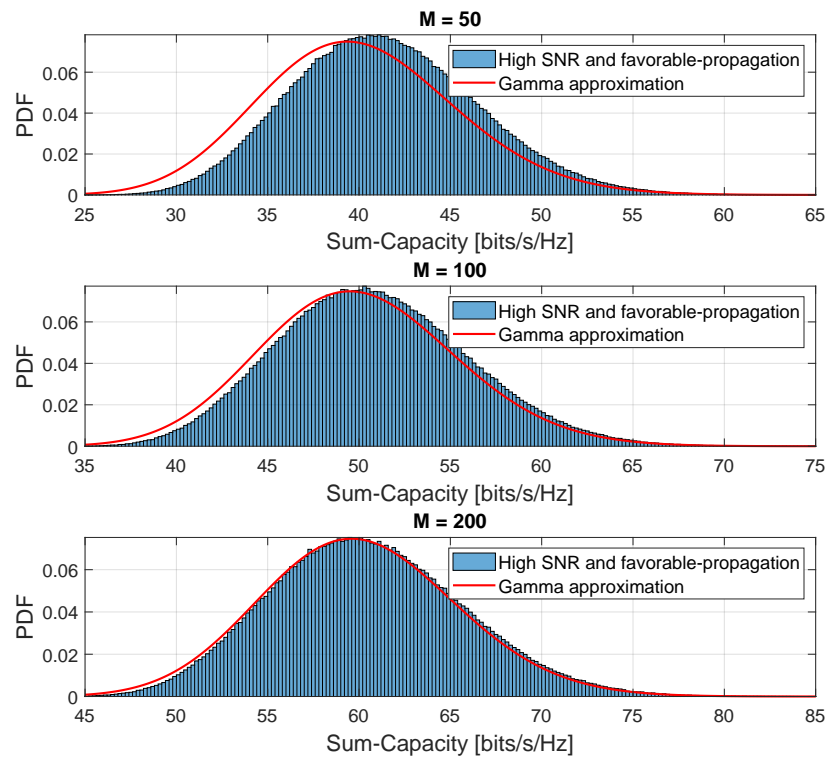 M = 50
High SNR and favorable-propagation
Gamma approximation
PDF
0.06
0.04
0.02
0
25 30 35 40 45 50 55 60 65
Sum-Capacity [bits/s/Hz]
M = 100
High SNR and favorable-propagation
Gamma approximation
PDF
0.06
0.04
0.02
0
35 40 45 50 55 60 65 70 75
Sum-Capacity [bits/s/Hz]
M = 200
High SNR and favorable-propagation
Gamma approximation
PDF
0.06
0.04
0.02
0
45 50 55 60 65 70 75 80 85
Sum-Capacity [bits/s/Hz]